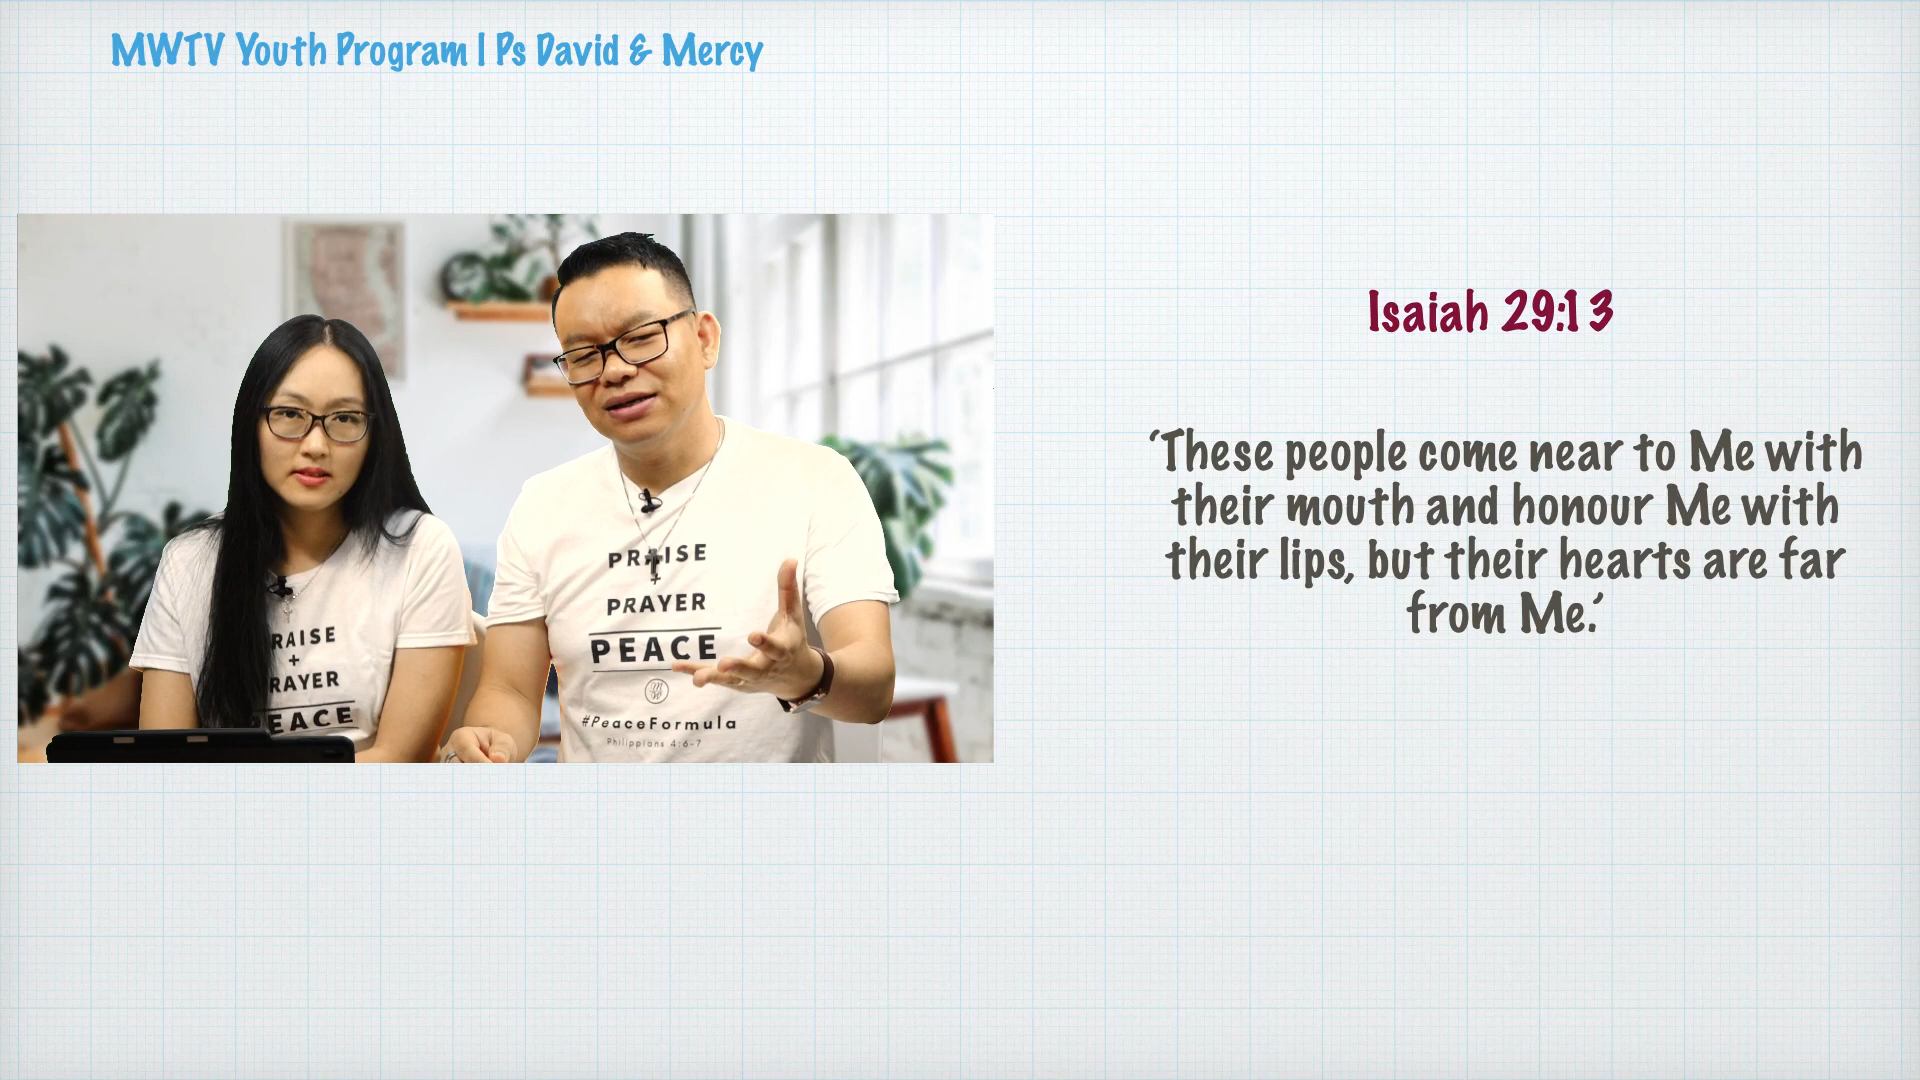 MWTV Youth Program | Ps David & Mercy
Isaiah 29:13
‘These people come near to Me with
their mouth and honour Me with
their lips, but their hearts are far
from Me.’
PRAISE
+
PRAYER
PEACE
#PeaceFormula
Philippians 4:6-7
RAISE
+
RAYER
PEACE